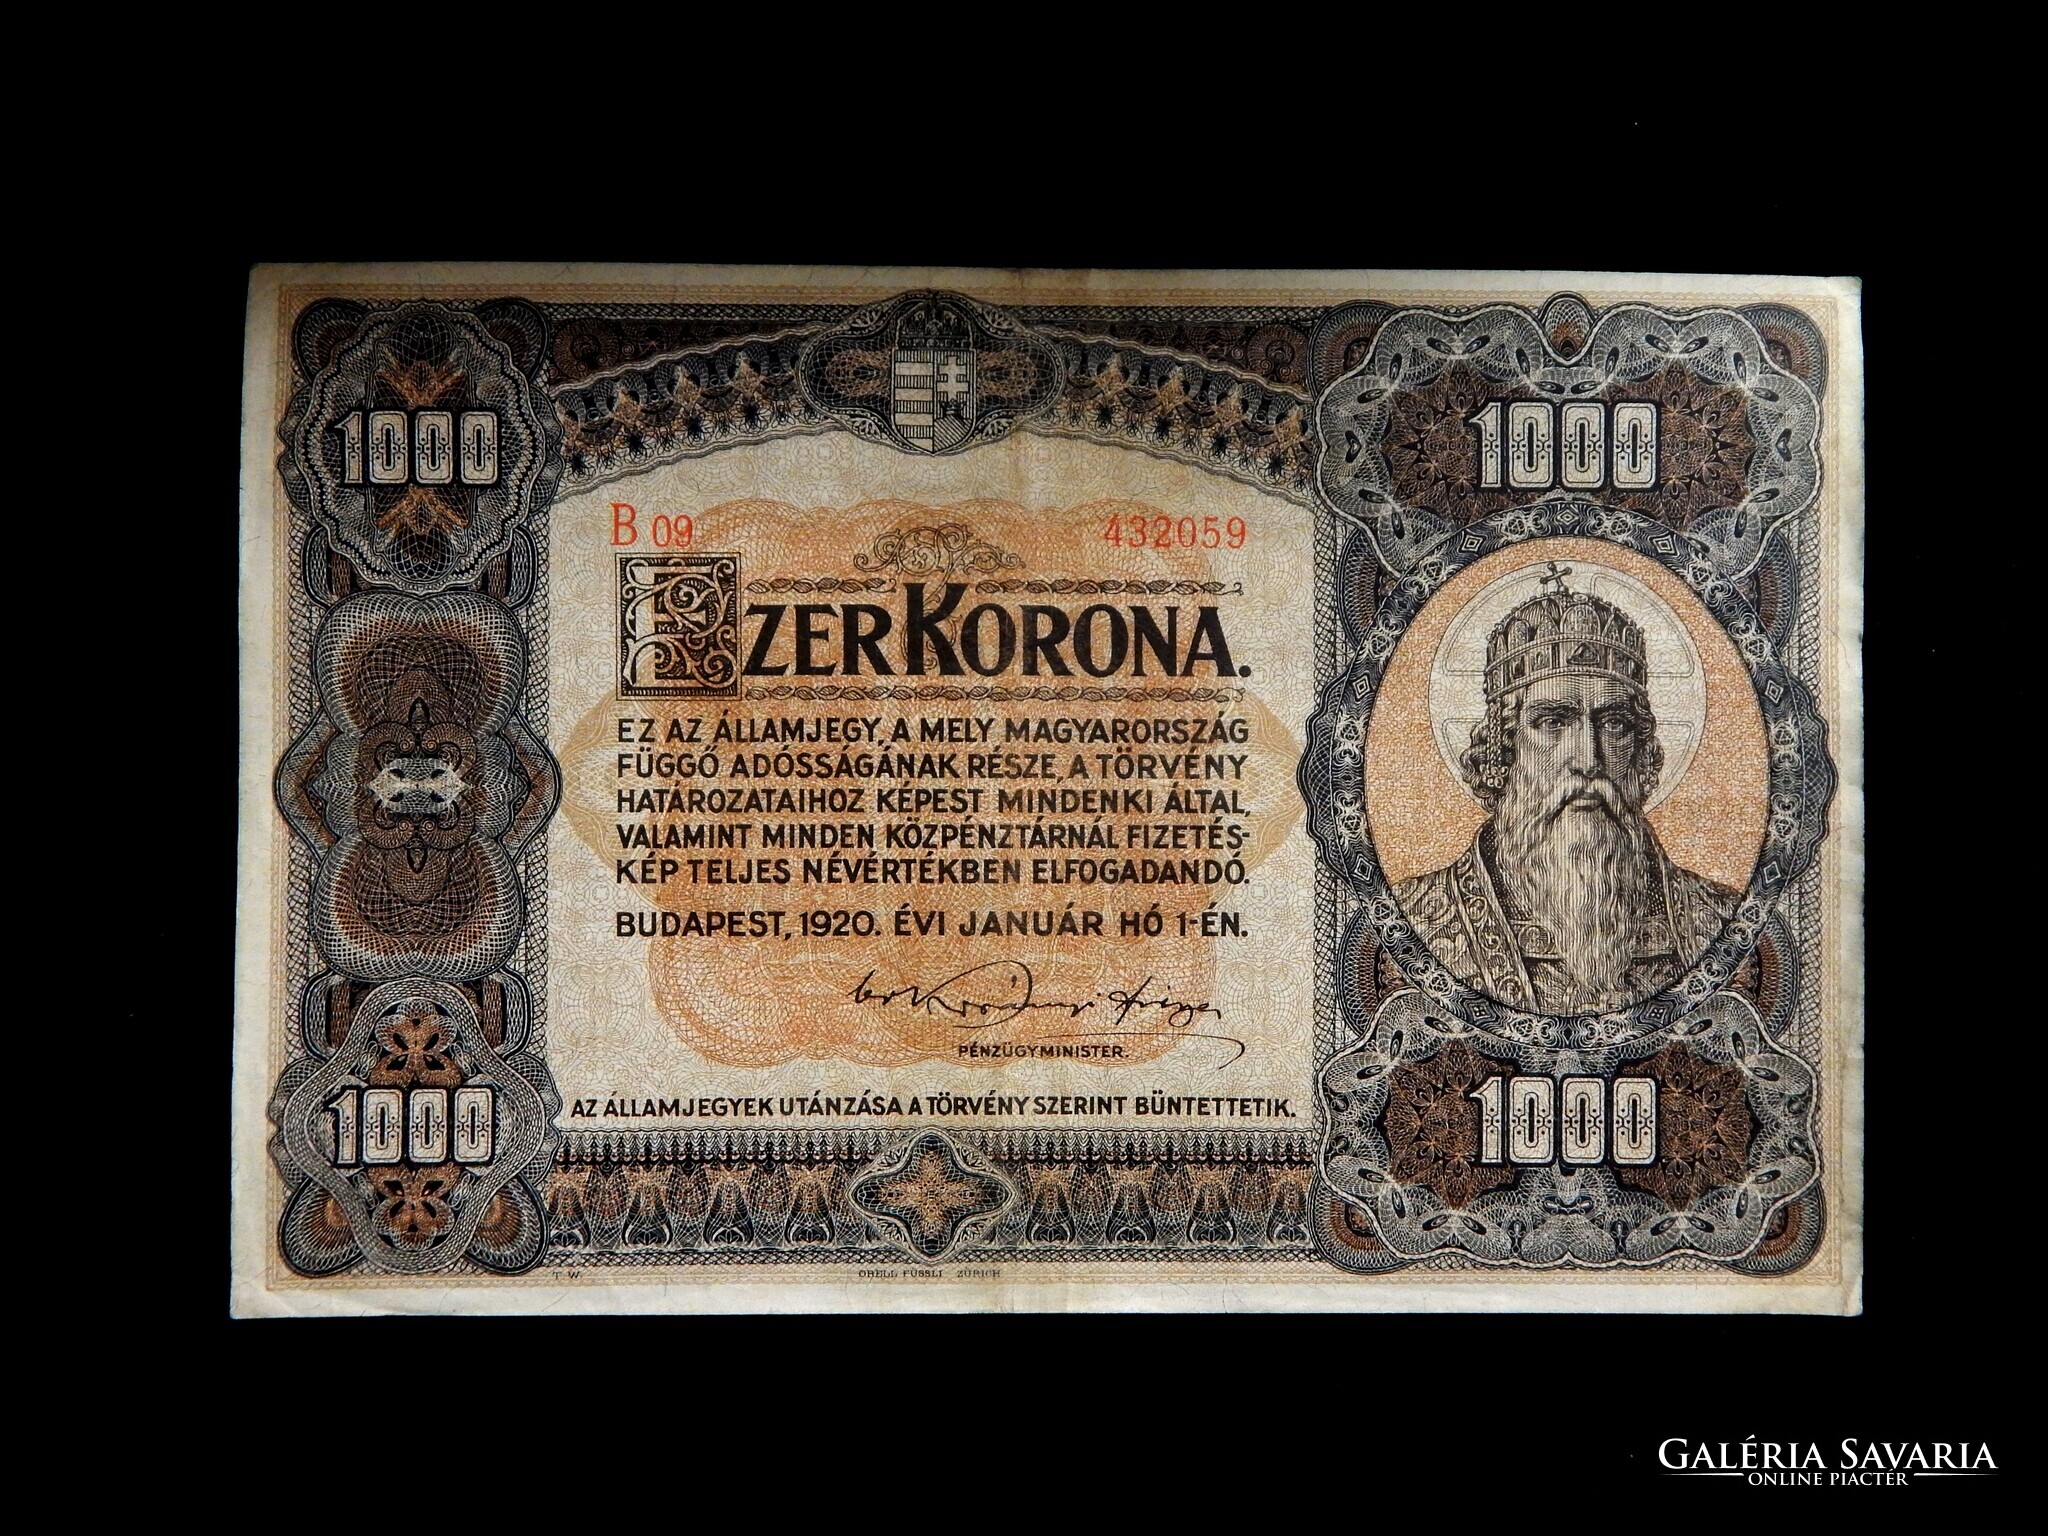 1000
1000
B 09 432059
EZER KORONA.
EZ AZ ÁLLAMJEGY, A MELY MAGYARORSZÁG
FÜGGŐ ADÓSSÁGÁNAK RÉSZE, A TÖRVÉNY
HATÁROZATAIHOZ KÉPEST MINDENKI ÁLTAL,
VALAMINT MINDEN KÖZPÉNZTÁRNÁL FIZETÉS-
KÉP TELJES NÉVÉRTÉKBEN ELFOGADANDÓ.
BUDAPEST, 1920. ÉVI JANUÁR HÓ 1-ÉN.
PÉNZÜGYMINISTER.
AZ ÁLLAMJEGYEK UTÁNZÁSA A TÖRVÉNY SZERINT BÜNTETTETIK.
1000
1000
T. W. ORELL FÜSSLI ZÜRICH
GALÉRIA SAVARIA
ONLINE PIACTÉR